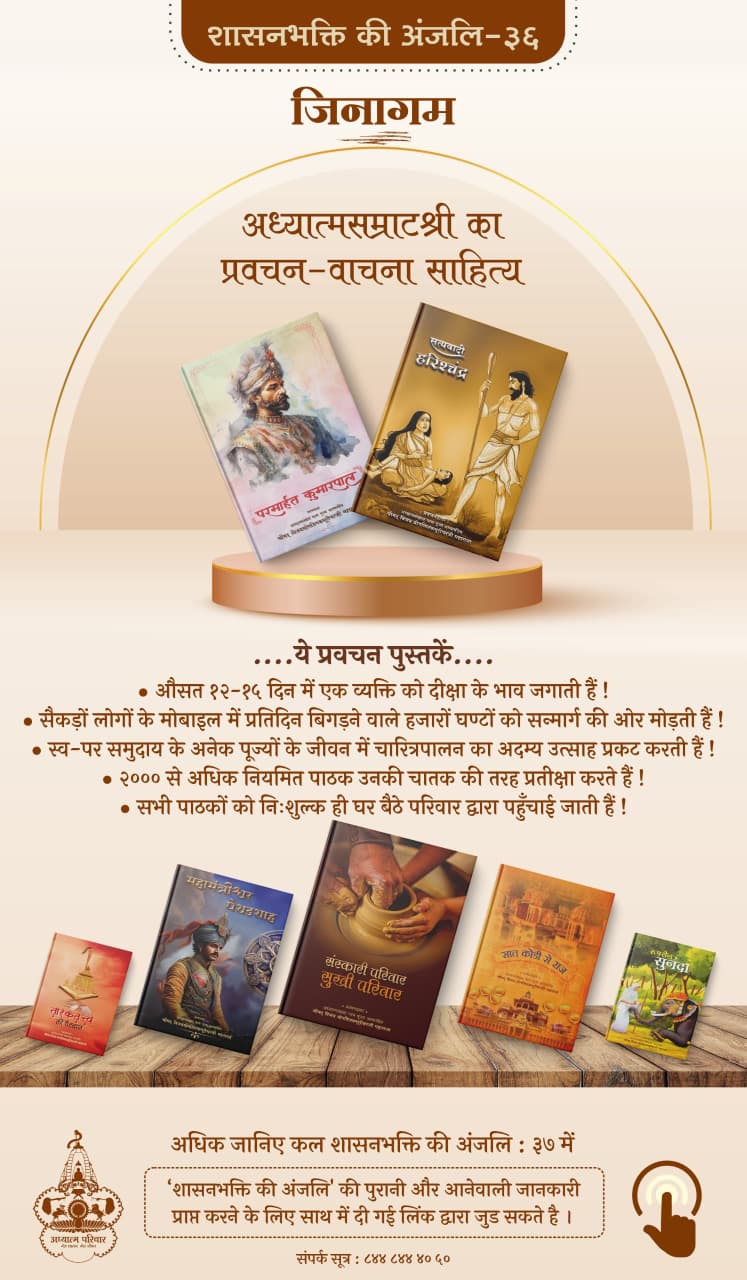 शासनभक्ति की अंजलि-३६
जिनागम
अध्यात्मसम्राटश्री का
प्रवचन-वाचना साहित्य
परमार्हत कुमारपाल
सत्यवादी
हरिश्चंद्र
....ये प्रवचन पुस्तकें....
• औसत १२-१५ दिन में एक व्यक्ति को दीक्षा के भाव जगाती हैं !
• सैकड़ों लोगों के मोबाइल में प्रतिदिन बिगड़ने वाले हजारों घण्टों को सन्मार्ग की ओर मोड़ती हैं !
• स्व-पर समुदाय के अनेक पूज्यों के जीवन में चारित्रपालन का अदम्य उत्साह प्रकट करती हैं !
• २००० से अधिक नियमित पाठक उनकी चातक की तरह प्रतीक्षा करते हैं !
• सभी पाठकों को निःशुल्क ही घर बैठे परिवार द्वारा पहुँचाई जाती हैं !
तारकतत्त्व
महामंत्रीश्वर
पेथडशाह
संस्कारी परिवार
सुखी परिवार
सात कोडी से राज
सुनंदा
अधिक जानिए कल शासनभक्ति की अंजलि : ३७ में
'शासनभक्ति की अंजलि' की पुरानी और आनेवाली जानकारी
प्राप्त करने के लिए साथ में दी गई लिंक द्वारा जुड सकते है ।
अध्यात्म परिवार
संपर्क सूत्र : ८४४ ८४४ ४० ५०